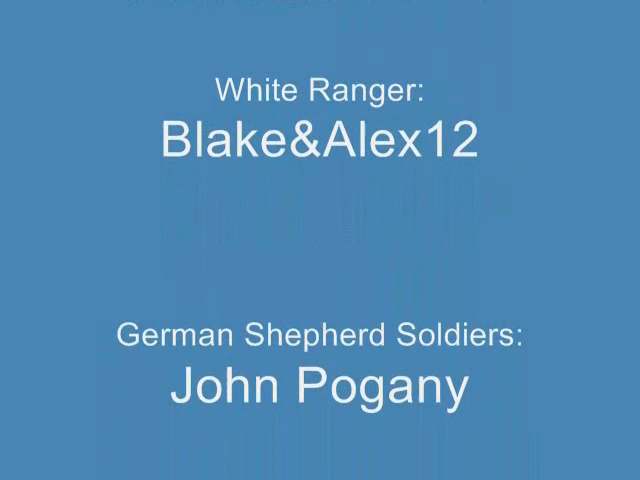 White Ranger:
Blake&Alex12
German Shepherd Soldiers:
John Pogany